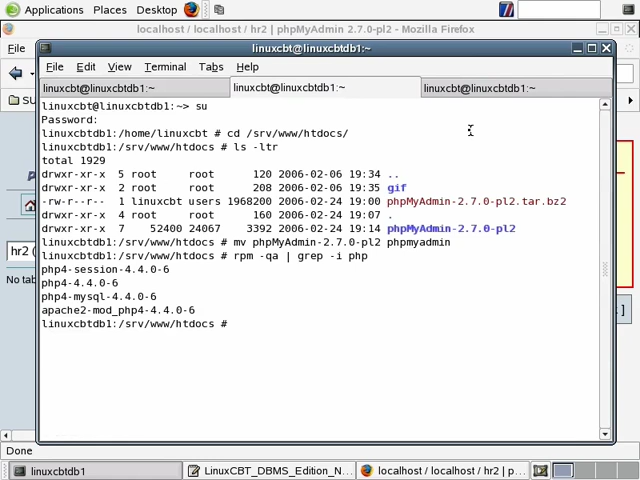 Applications Places Desktop
localhost / localhost / hr2 | phpMyAdmin 2.7.0-pl2 - Mozilla Firefox
File
linuxcbt@linuxcbtdb1:~
File Edit View Terminal Tabs Help
linuxcbt@linuxcbtdb1:~ linuxcbt@linuxcbtdb1:~ linuxcbt@linuxcbtdb1:~
linuxcbt@linuxcbtdb1:~> su
Password:
linuxcbtdb1:/home/linuxcbt # cd /srv/www/htdocs/
linuxcbtdb1:/srv/www/htdocs # ls -ltr
total 1929
drwxr-xr-x 5 root root 120 2006-02-06 19:34 ..
drwxr-xr-x 2 root root 208 2006-02-06 19:35 gif
-rw-r--r-- 1 linuxcbt users 1968200 2006-02-24 19:00 phpMyAdmin-2.7.0-pl2.tar.bz2
drwxr-xr-x 4 root root 160 2006-02-24 19:07 .
drwxr-xr-x 7 52400 24067 3392 2006-02-24 19:14 phpMyAdmin-2.7.0-pl2
linuxcbtdb1:/srv/www/htdocs # mv phpMyAdmin-2.7.0-pl2 phpmyadmin
linuxcbtdb1:/srv/www/htdocs # rpm -qa | grep -i php
php4-session-4.4.0-6
php4-4.4.0-6
php4-mysql-4.4.0-6
apache2-mod_php4-4.4.0-6
linuxcbtdb1:/srv/www/htdocs #
SU
hr2 (
No tab
]
Done
linuxcbtdb1 LinuxCBT_DBMS_Edition_N... localhost / localhost / hr2 | p...